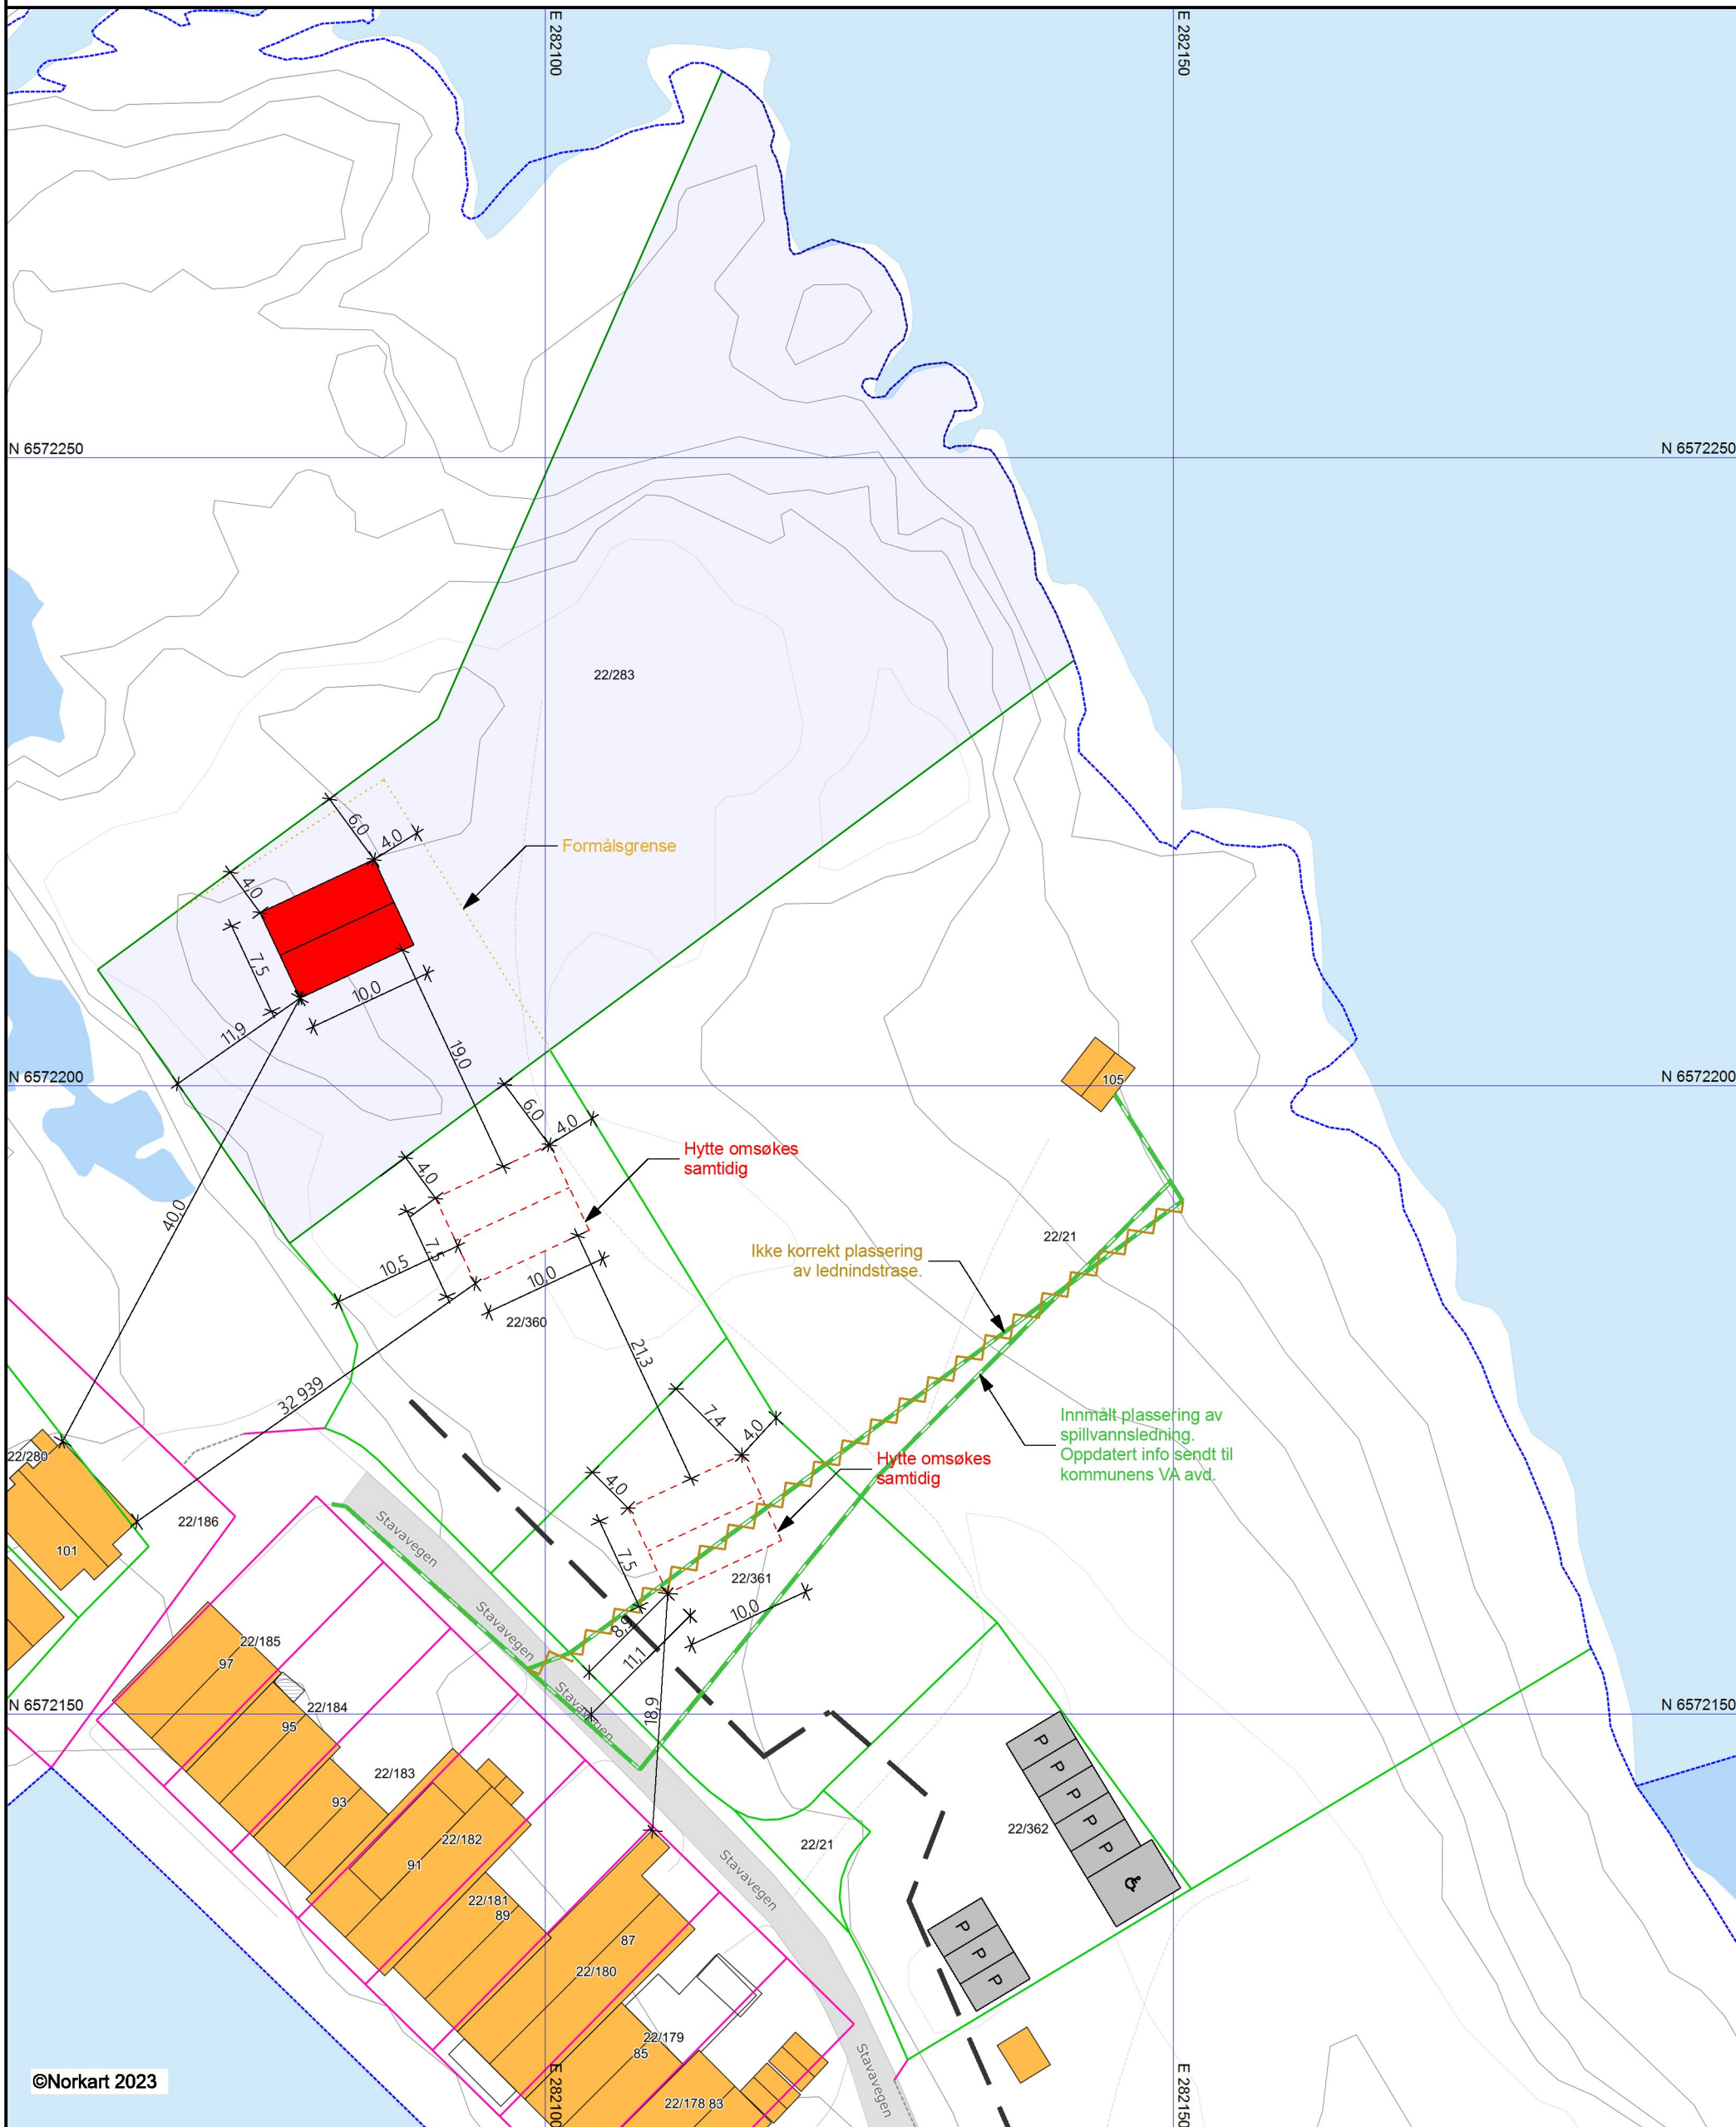 E 282100
E 282150
N 6572250
N 6572250
22/283
6,0
4,0
Formålsgrense
4,0
7,5
10,0
11,9
19,0
N 6572200
N 6572200
105
6,0
4,0
Hytte omsøkes
samtidig
4,0
40,0
7,5
10,5
10,0
22/360
22/21
Ikke korrekt plassering
av lednindstrase.
21,3
32 939
7,4
4,0
Innmålt plassering av
spillvannsledning.
Oppdatert info sendt til
kommunens VA avd.
Hytte omsøkes
samtidig
22/280
4,0
22/186
101
Stavavegen
7,5
22/361
10,0
Stavavegen
8,9
11,1
22/185
97
18,9
22/184
95
Stavavegen
N 6572150
N 6572150
P
P
P
P
P
22/183
93
22/182
91
22/21
22/362
Stavavegen
22/181
89
87
22/180
P
P
P
22/179
85
Stavavegen
22/178 83
©Norkart 2023
E 282100
E 282150